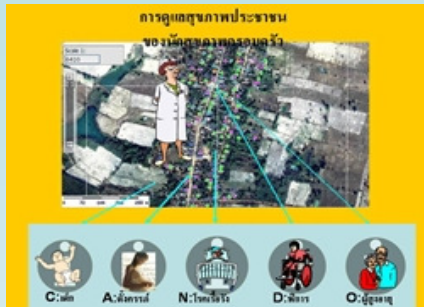 การดูแลสุขภาพประชาชน
ของนักสุขภาพครอบครัว
Scale 1:
C:เด็ก
A:ตั้งครรภ์
N:โรคเรื้อรัง
D:พิการ
O:ผู้สูงอายุ